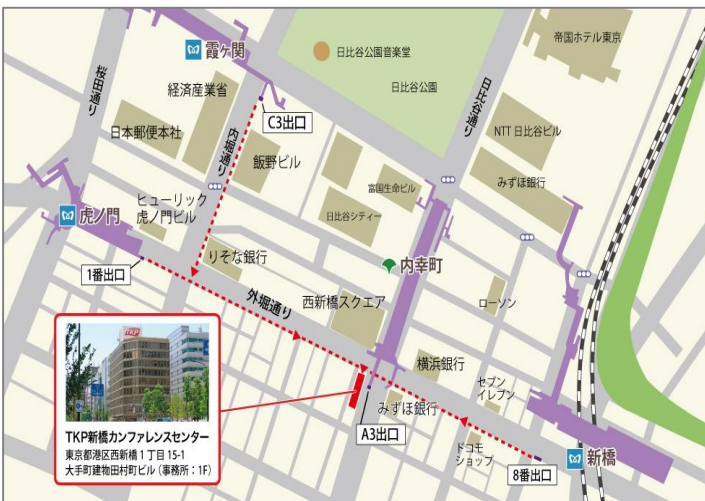 霞ヶ関
日比谷公園音楽堂
日比谷公園
帝国ホテル東京
桜田通り
経済産業省
日比谷通り
C3出口
日本郵便本社
内堀通り
飯野ビル
NTT 日比谷ビル
みずほ銀行
富国生命ビル
虎ノ門
ヒューリック
虎ノ門ビル
日比谷シティー
りそな銀行
1番出口
内幸町
外堀通り
西新橋スクエア
ローソン
横浜銀行
セブン
イレブン
みずほ銀行
A3出口
ドコモ
ショップ
8番出口
新橋
TKP
TKP新橋カンファレンスセンター
東京都港区西新橋 1 丁目 15-1
大手町建物田村町ビル (事務所:1F)